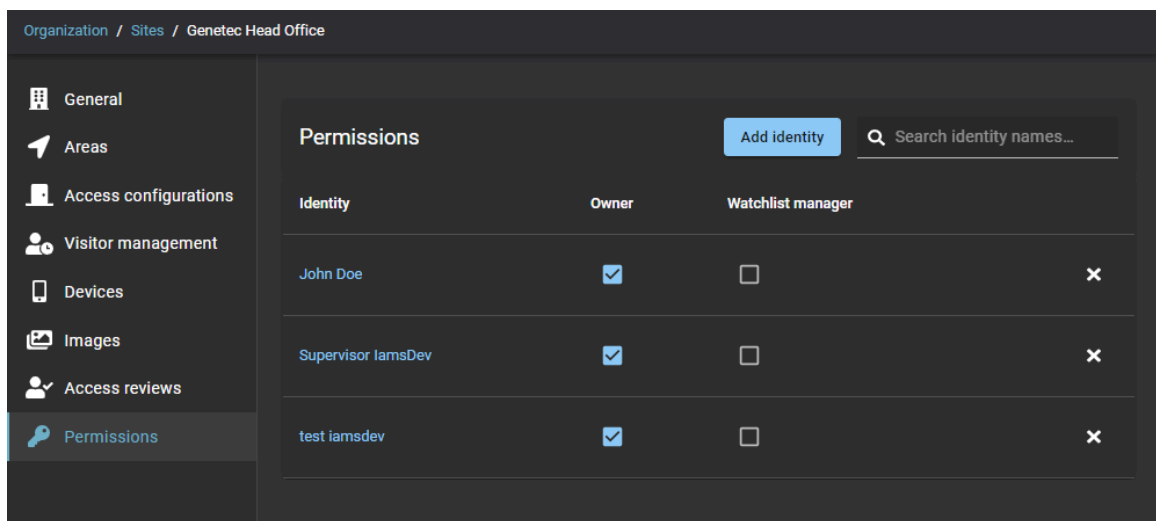 Organization / Sites / Genetec Head Office
General
Areas
Access configurations
Visitor management
Devices
Images
Access reviews
Permissions
Permissions Add identity Search identity names...
Identity Owner Watchlist manager
John Doe
Supervisor IamsDev
test iamsdev